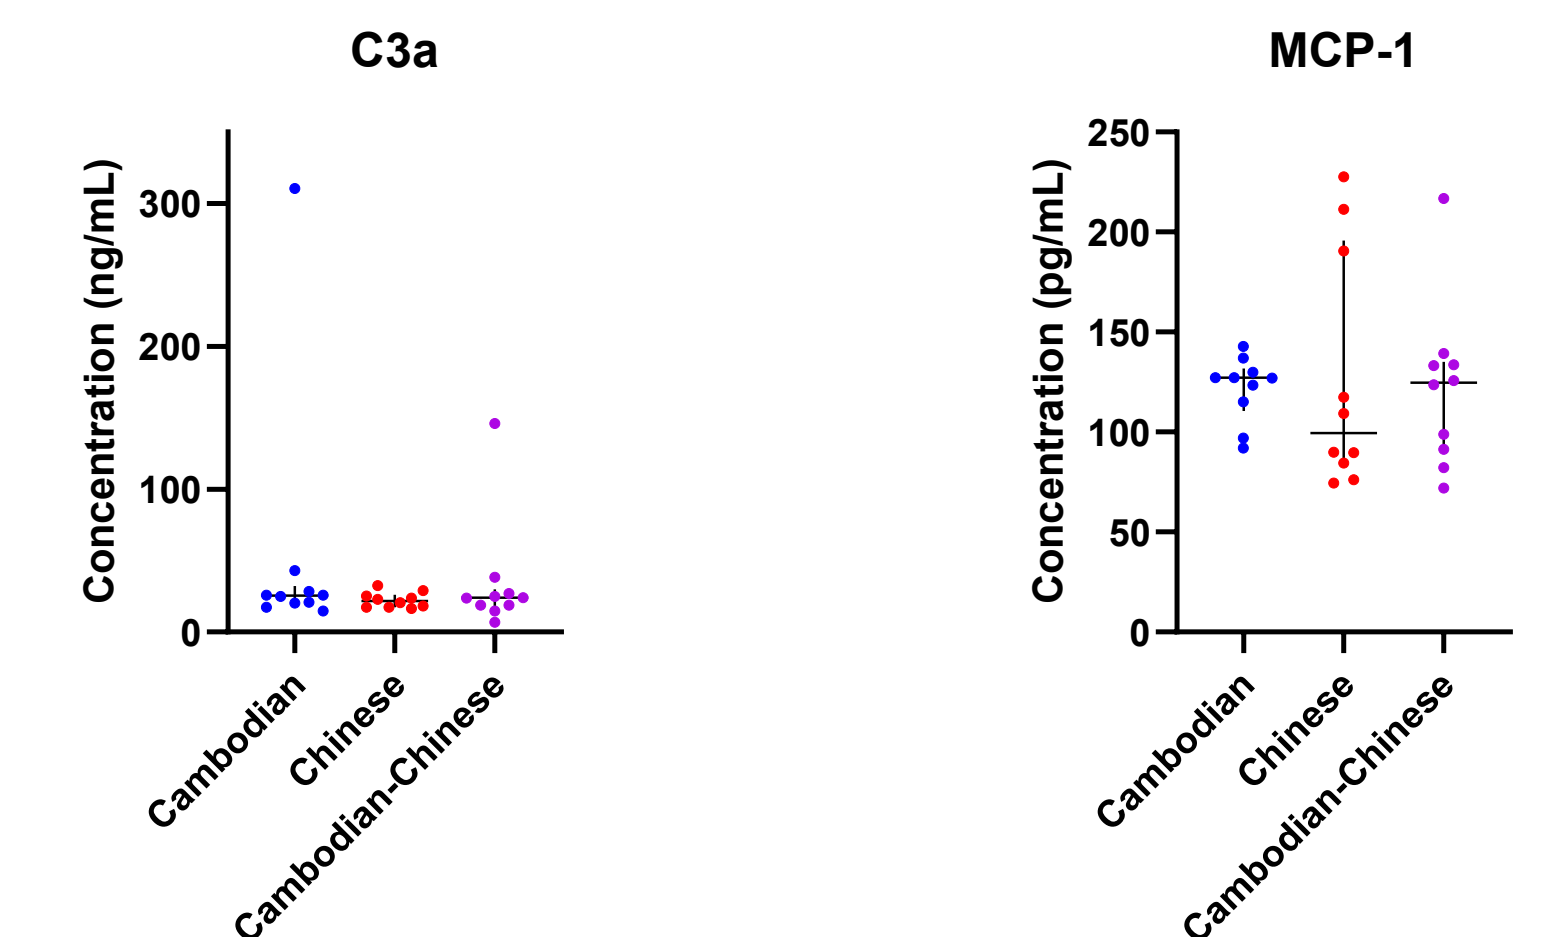 C3a
Concentration (ng/mL)
300
200
100
0
Cambodian
Chinese
Cambodian-Chinese
MCP-1
Concentration (pg/mL)
250
200
150
100
50
0
Cambodian
Chinese
Cambodian-Chinese